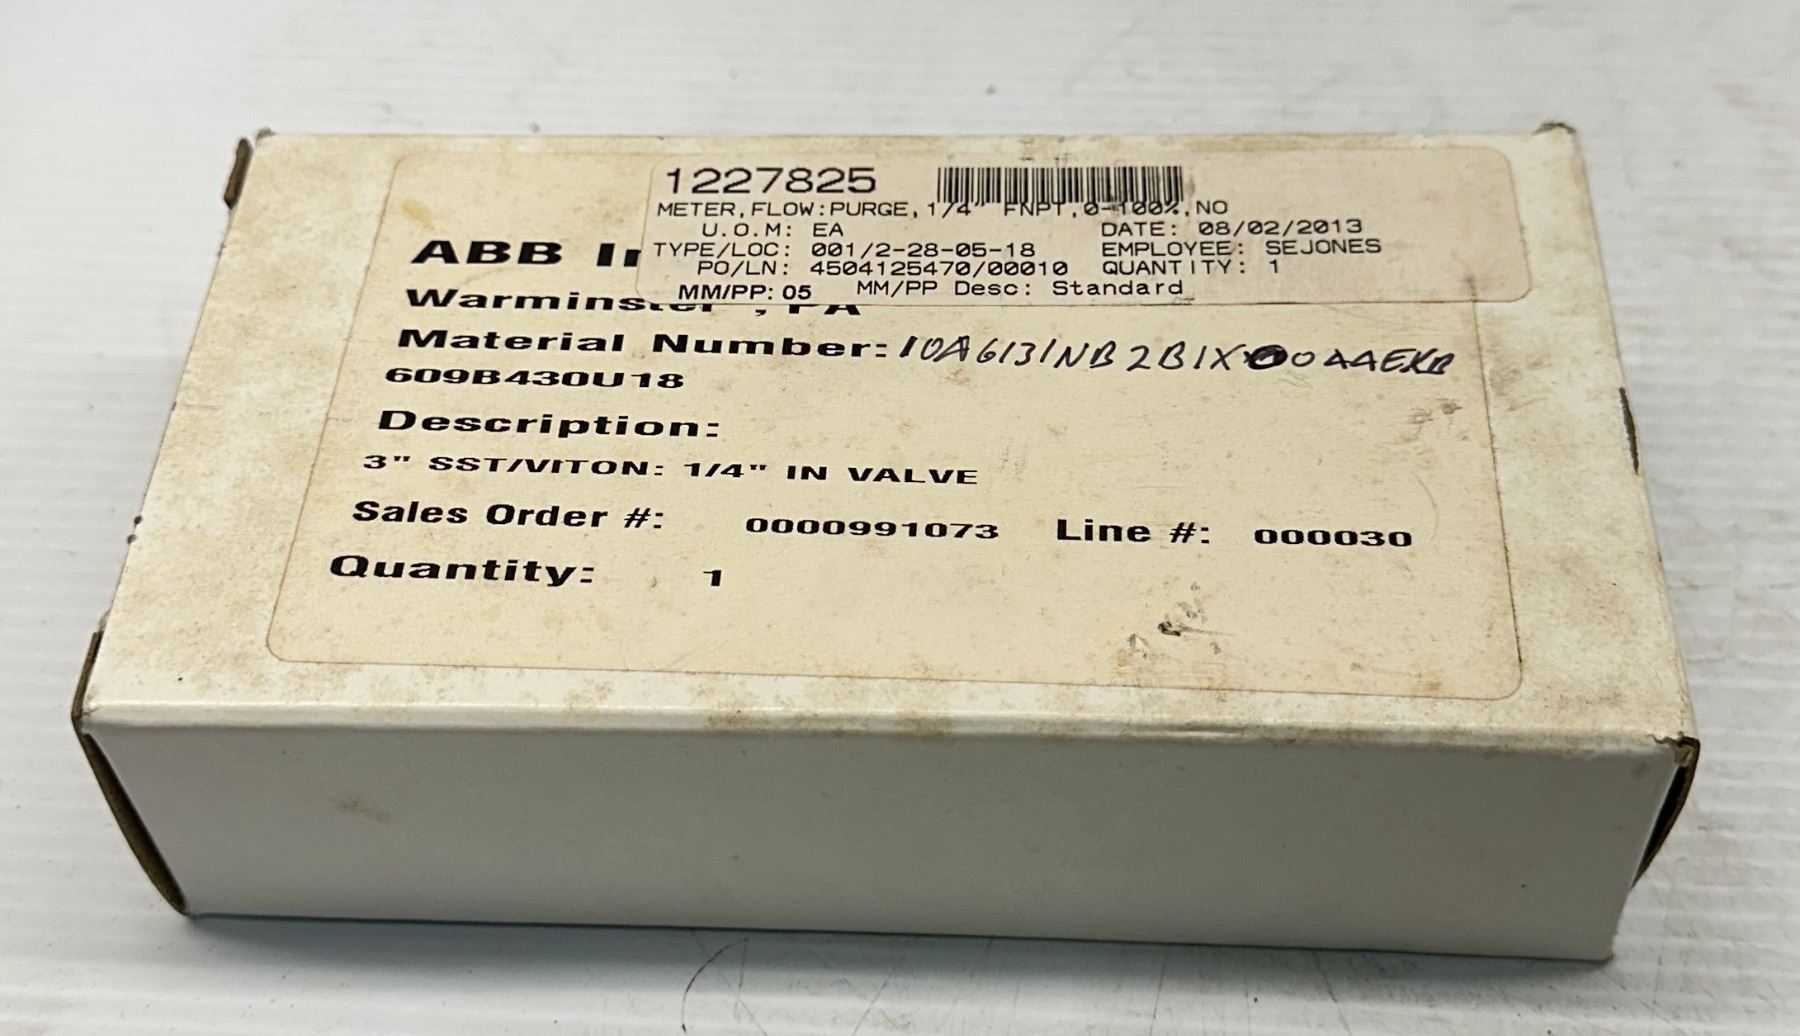 1227825
METER,FLOW:PURGE,1/4" FNPT,0-100%,NO
U.O.M: EA DATE: 08/02/2013
TYPE/LOC: 001/2-28-05-18 EMPLOYEE: SEJONES
PO/LN: 4504125470/00010 QUANTITY: 1
MM/PP: 05 MM/PP Desc: Standard
ABB
Warminster, PA
Material Number:
609B430U18
Description:
3" SST/VITON: 1/4" IN VALVE
Sales Order #: 0000991073 Line #: 000030
Quantity: 1